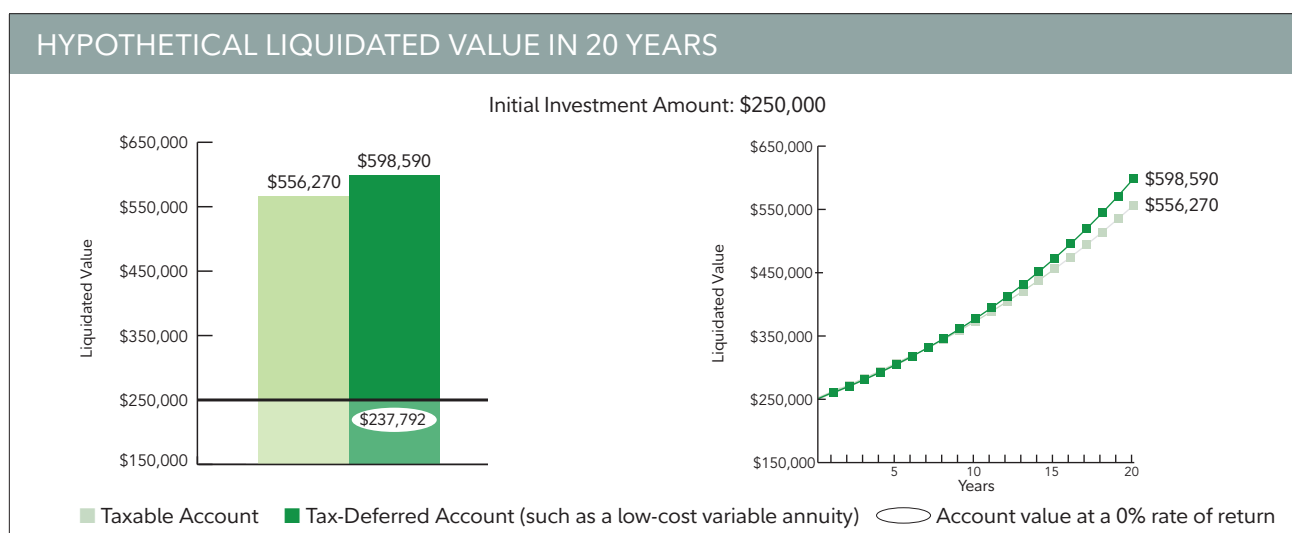 HYPOTHETICAL LIQUIDATED VALUE IN 20 YEARS
Initial Investment Amount: $250,000
Liquidated Value
$650,000
$550,000
$450,000
$350,000
$250,000
$150,000
$556,270
$598,590
$237,792
Liquidated Value
$650,000
$550,000
$450,000
$350,000
$250,000
$150,000
$598,590
$556,270
5 10 15 20
Years
Taxable Account Tax-Deferred Account (such as a low-cost variable annuity) Account value at a 0% rate of return